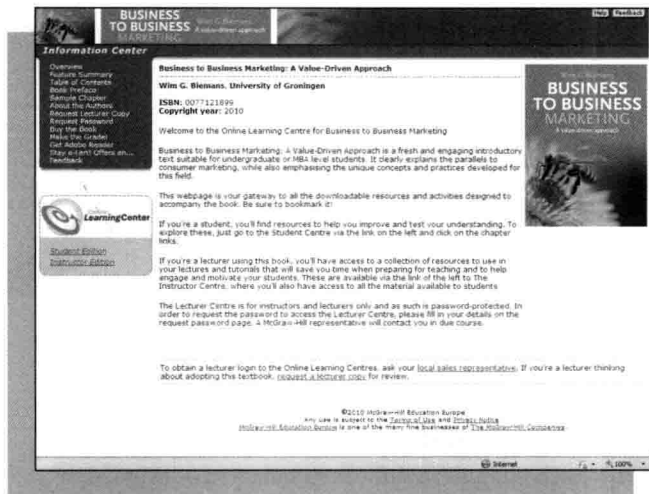 BUSINESS
TO BUSINESS
MARKETING
Wim G. Biemans
A value-driven approach
Help Feedback
Information Center
Overview
Feature Summary
Table of Contents
Book Preface
Sample Chapter
About the Authors
Request Lecturer Copy
Request Password
Buy the Book
Make the Grade!
Get Adobe Reader
Stay e-Len! Offers an...
Feedback
Online
LearningCenter
Student Edition
Instructor Edition
Business to Business Marketing: A Value-Driven Approach
Wim G. Biemans, University of Groningen
ISBN: 0077121899
Copyright year: 2010
Welcome to the Online Learning Centre for Business to Business Marketing
Business to Business Marketing: A Value-Driven Approach is a fresh and engaging introductory
text suitable for undergraduate or MBA level students. It clearly explains the parallels to
consumer marketing, while also emphasising the unique concepts and practices developed for
this field.
This webpage is your gateway to all the downloadable resources and activities designed to
accompany the book. Be sure to bookmark it!
If you're a student, you'll find resources to help you improve and test your understanding. To
explore these, just go to the Student Centre via the link on the left and click on the chapter
links.
If you're a lecturer using this book, you'll have access to a collection of resources to use in
your lectures and tutorials that will save you time when preparing for teaching and to help
engage and motivate your students. These are available via the link of the left to The
Instructor Centre, where you'll also have access to all the material available to students
The Lecturer Centre is for instructors and lecturers only and as such is password-protected. In
order to request the password to access the Lecturer Centre, please fill in your details on the
request password page. A McGraw-Hill representative will contact you in due course.
To obtain a lecturer login to the Online Learning Centres, ask your local sales representative. If you're a lecturer thinking
about adopting this textbook, request a lecturer copy for review.
©2010 McGraw-Hill Education Europe
Any use is subject to the Terms of Use and Privacy Notice
McGraw-Hill Education Europe is one of the many fine businesses of The McGraw-Hill Companies
Wim G. Biemans
BUSINESS
TO BUSINESS
MARKETING
A value-driven approach
Internet
100%